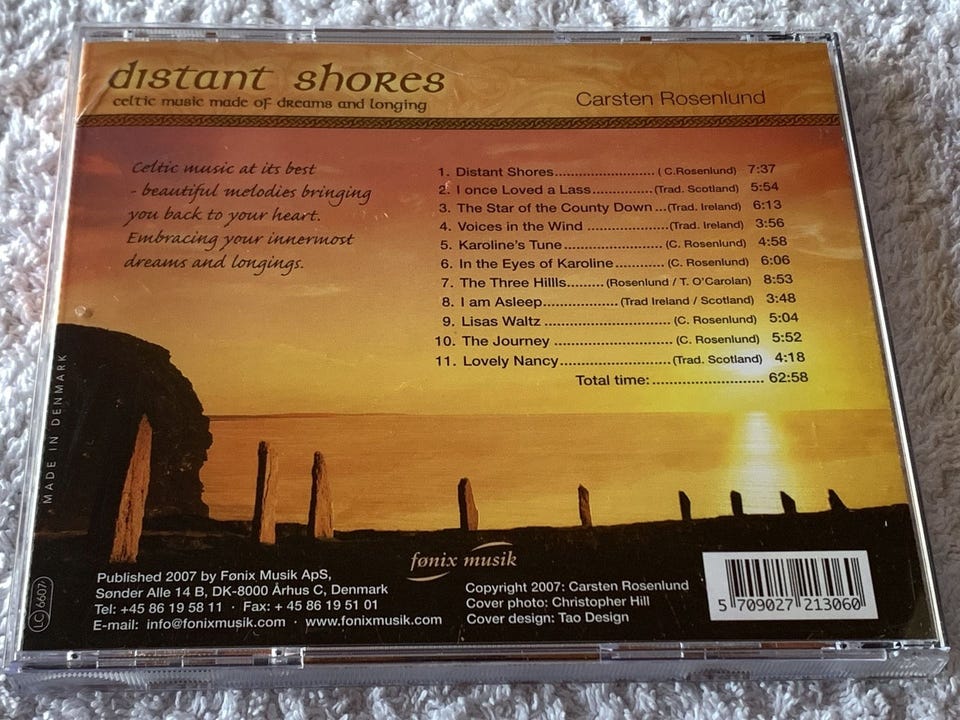 distant shores
celtic music made of dreams and longing
Carsten Rosenlund
Celtic music at its best
- beautiful melodies bringing
you back to your heart.
Embracing your innermost
dreams and longings.
1. Distant Shores............................( C.Rosenlund) 7:37
2. I once Loved a Lass.................(Trad. Scotland) 5:54
3. The Star of the County Down ...(Trad. Ireland) 6:13
4. Voices in the Wind .......................(Trad. Ireland) 3:56
5. Karoline's Tune ........................... (C. Rosenlund) 4:58
6. In the Eyes of Karoline............. (C. Rosenlund) 6:06
7. The Three Hillls......... (Rosenlund / T. O'Carolan) 8:53
8. I am Asleep.....................(Trad Ireland / Scotland) 3:48
9. Lisas Waltz ................................... (C. Rosenlund) 5:04
10. The Journey ................................ (C. Rosenlund) 5:52
11. Lovely Nancy..............................(Trad. Scotland) 4:18
Total time: ............................. 62:58
MADE IN DENMARK
fønix musik
Published 2007 by Fønix Musik ApS,
Sønder Alle 14 B, DK-8000 Århus C, Denmark
Tel: +45 86 19 58 11 · Fax: + 45 86 19 51 01
E-mail: info@fonixmusik.com · www.fonixmusik.com
Copyright 2007: Carsten Rosenlund
Cover photo: Christopher Hill
Cover design: Tao Design
LC 6607
5 709027 213060